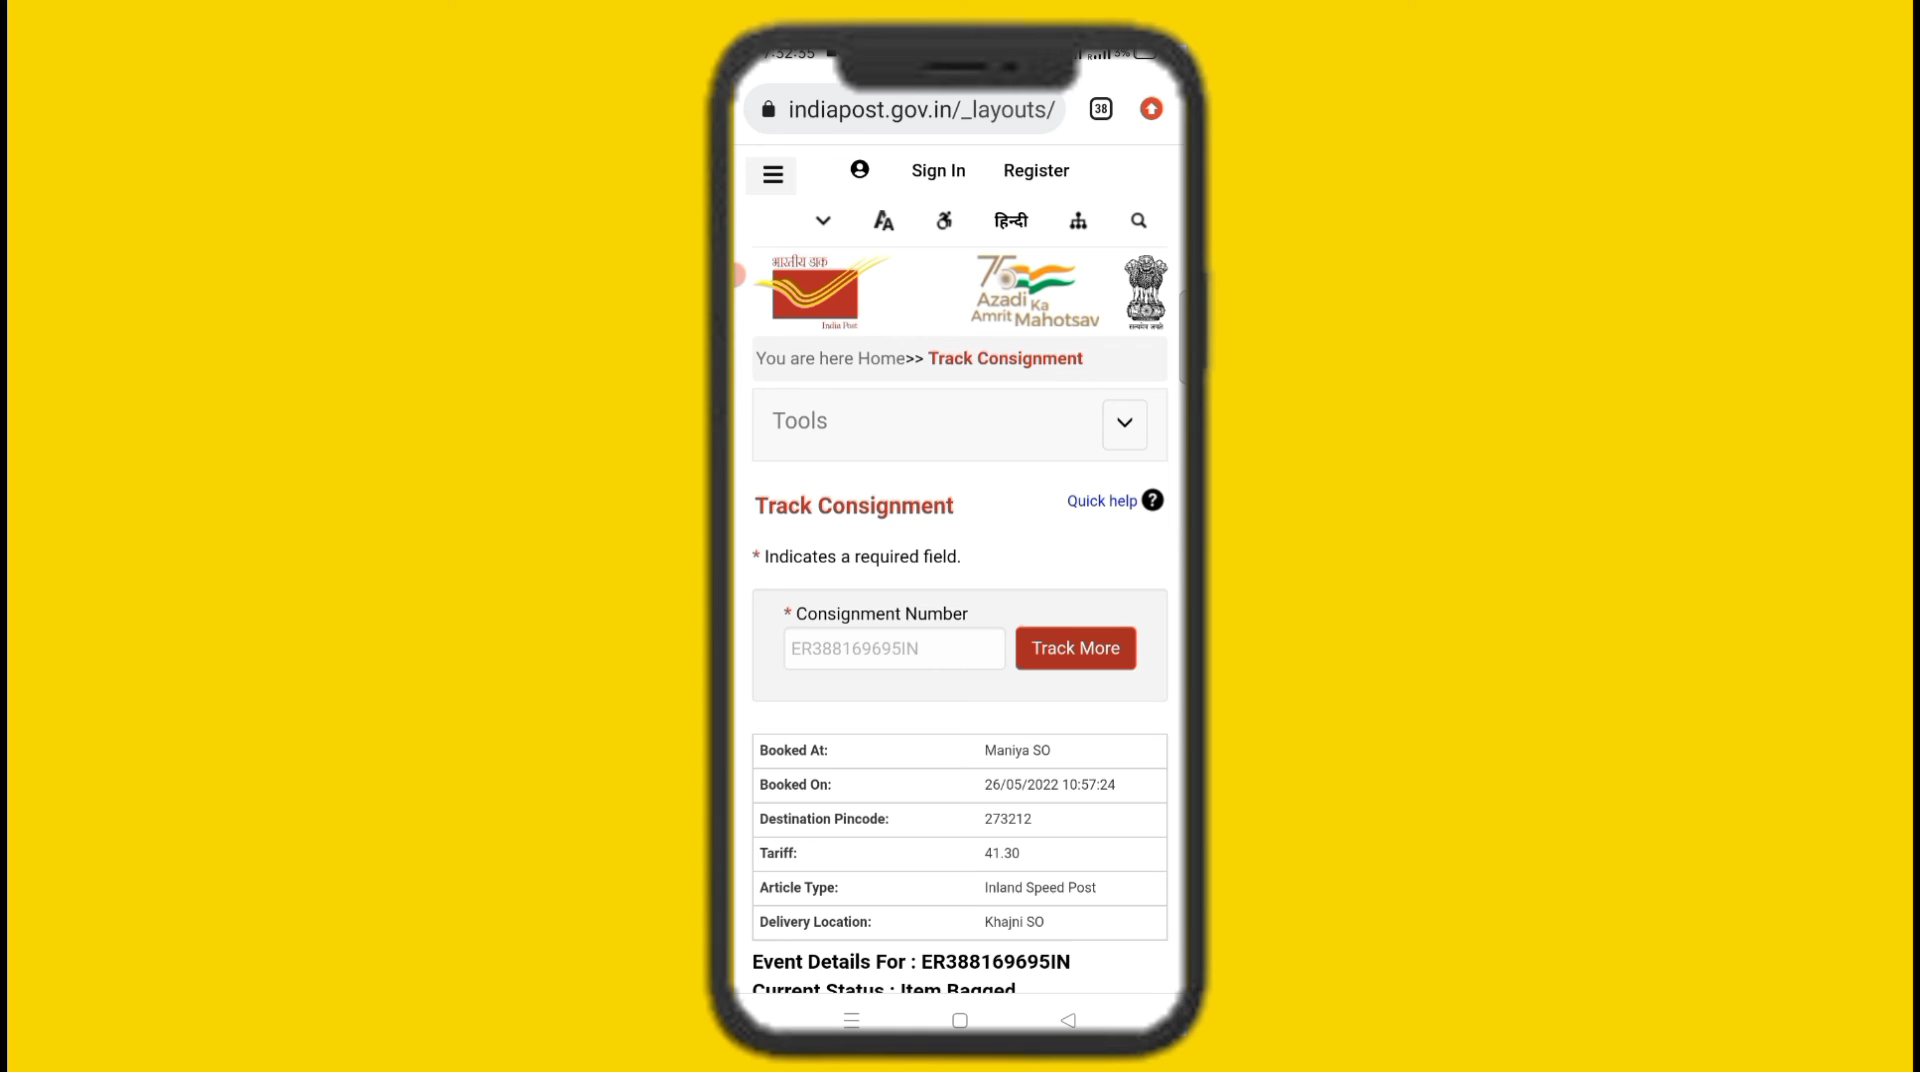 indiapost.gov.in/_layouts/
38
Sign In Register
हिन्दी
भारतीय डाक
India Post
75
Azadi Ka
Amrit Mahotsav
सत्यमेव जयते
You are here Home>> Track Consignment
Tools
Track Consignment
Quick help ?
* Indicates a required field.
* Consignment Number
ER388169695IN
Track More
Booked At: Maniya SO
Booked On: 26/05/2022 10:57:24
Destination Pincode: 273212
Tariff: 41.30
Article Type: Inland Speed Post
Delivery Location: Khajni SO
Event Details For : ER388169695IN
Current Status : Item Bagged